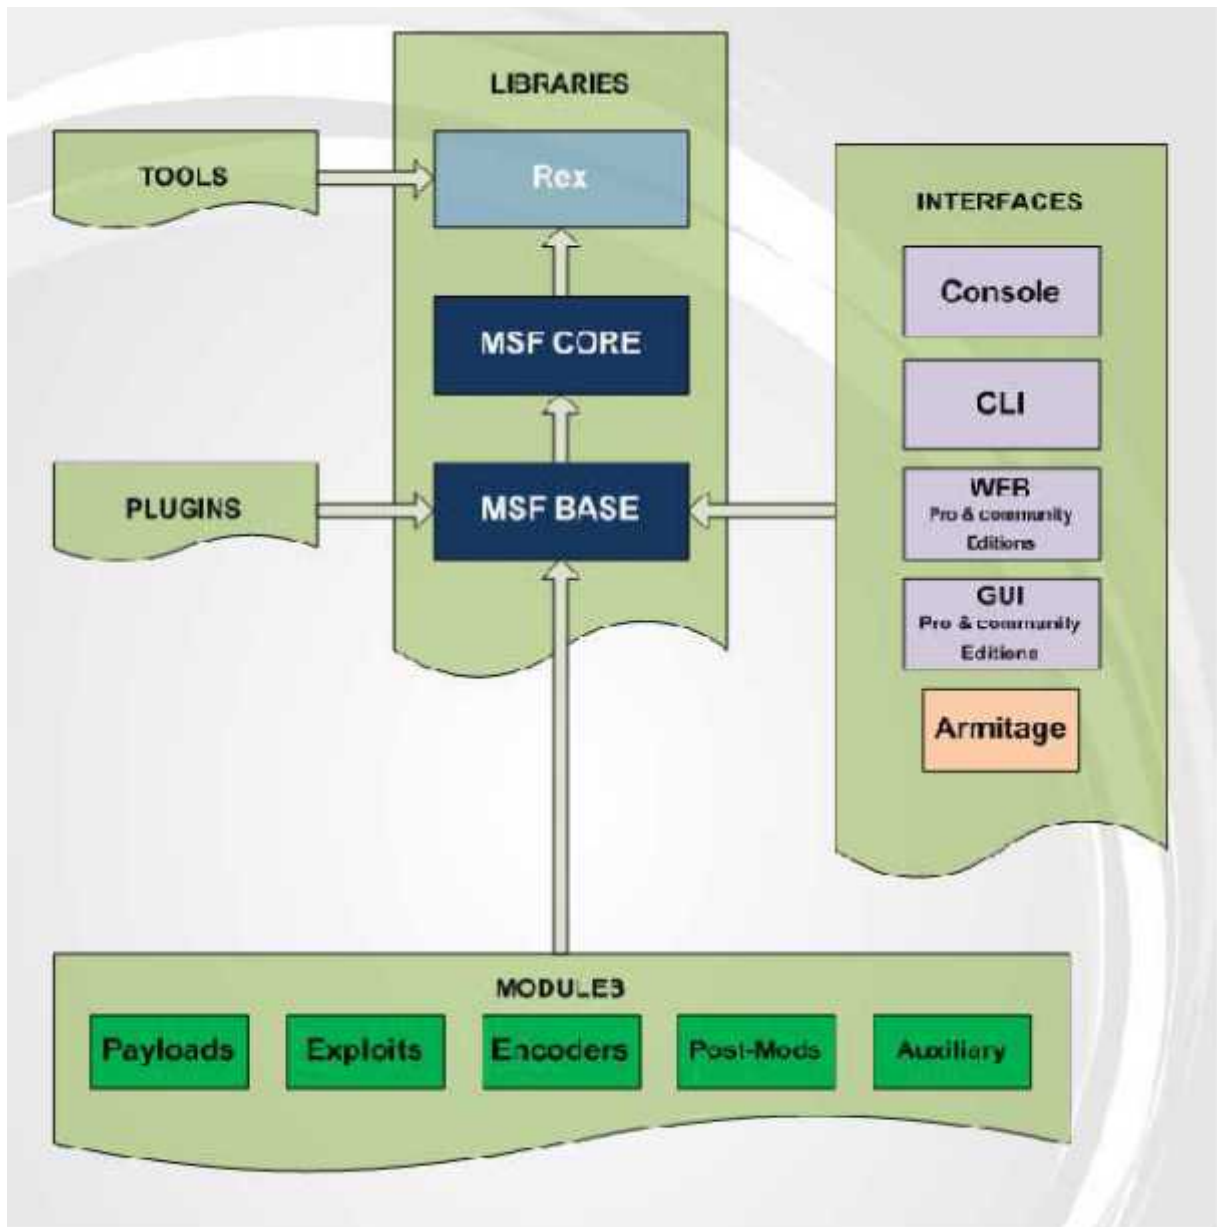 LIBRARIES
TOOLS
Rex
INTERFACES
Console
MSF CORE
CLI
PLUGINS
MSF BASE
WEB
Pro & community
Editions
GUI
Pro & community
Editions
Armitage
MODULES
Payloads
Exploits
Encoders
Post-Mods
Auxiliary